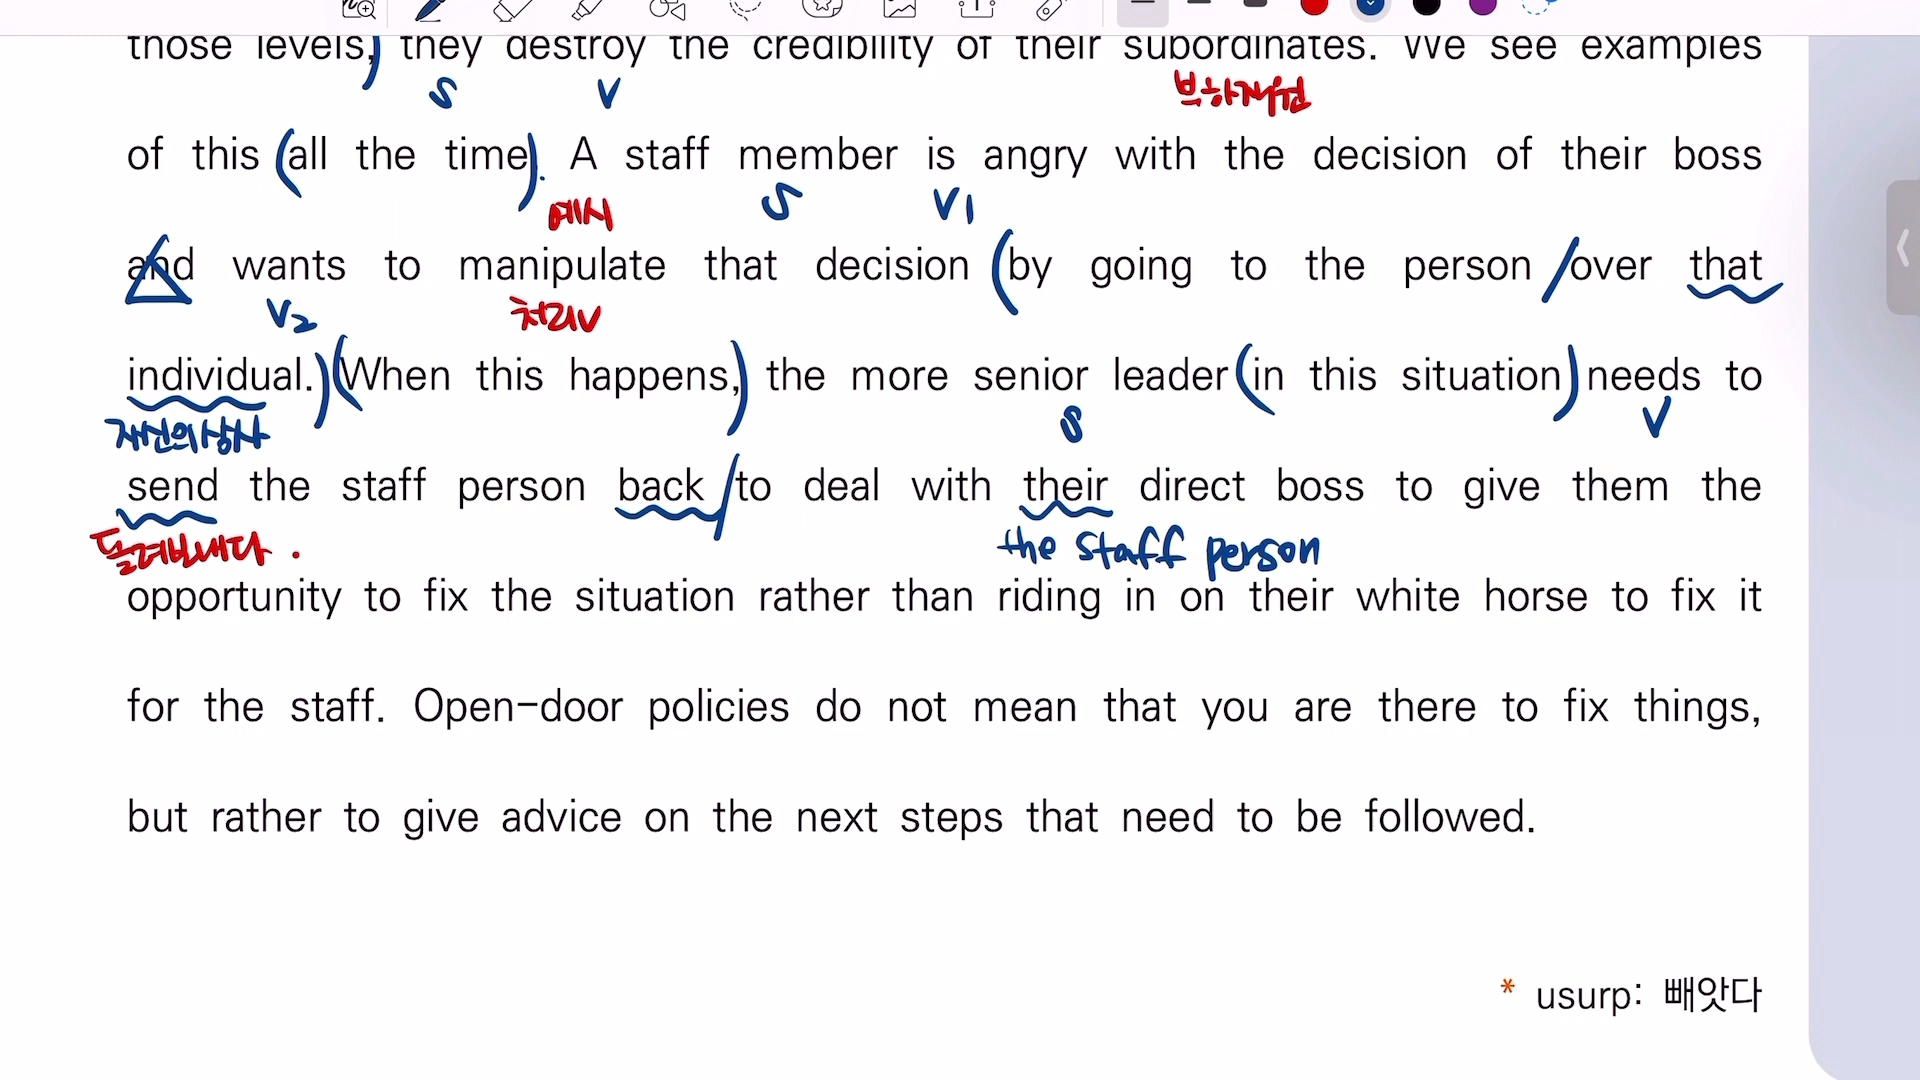 those levels, they destroy the credibility of their subordinates. We see examples
S V 부하직원
of this (all the time). A staff member is angry with the decision of their boss
예시 S V1
and wants to manipulate that decision (by going to the person / over that
V2 처리V
individual.) (When this happens,) the more senior leader (in this situation) needs to
자신의 상사 S V
send the staff person back / to deal with their direct boss to give them the
돌려보내다. the staff person
opportunity to fix the situation rather than riding in on their white horse to fix it
for the staff. Open-door policies do not mean that you are there to fix things,
but rather to give advice on the next steps that need to be followed.
* usurp: 빼앗다